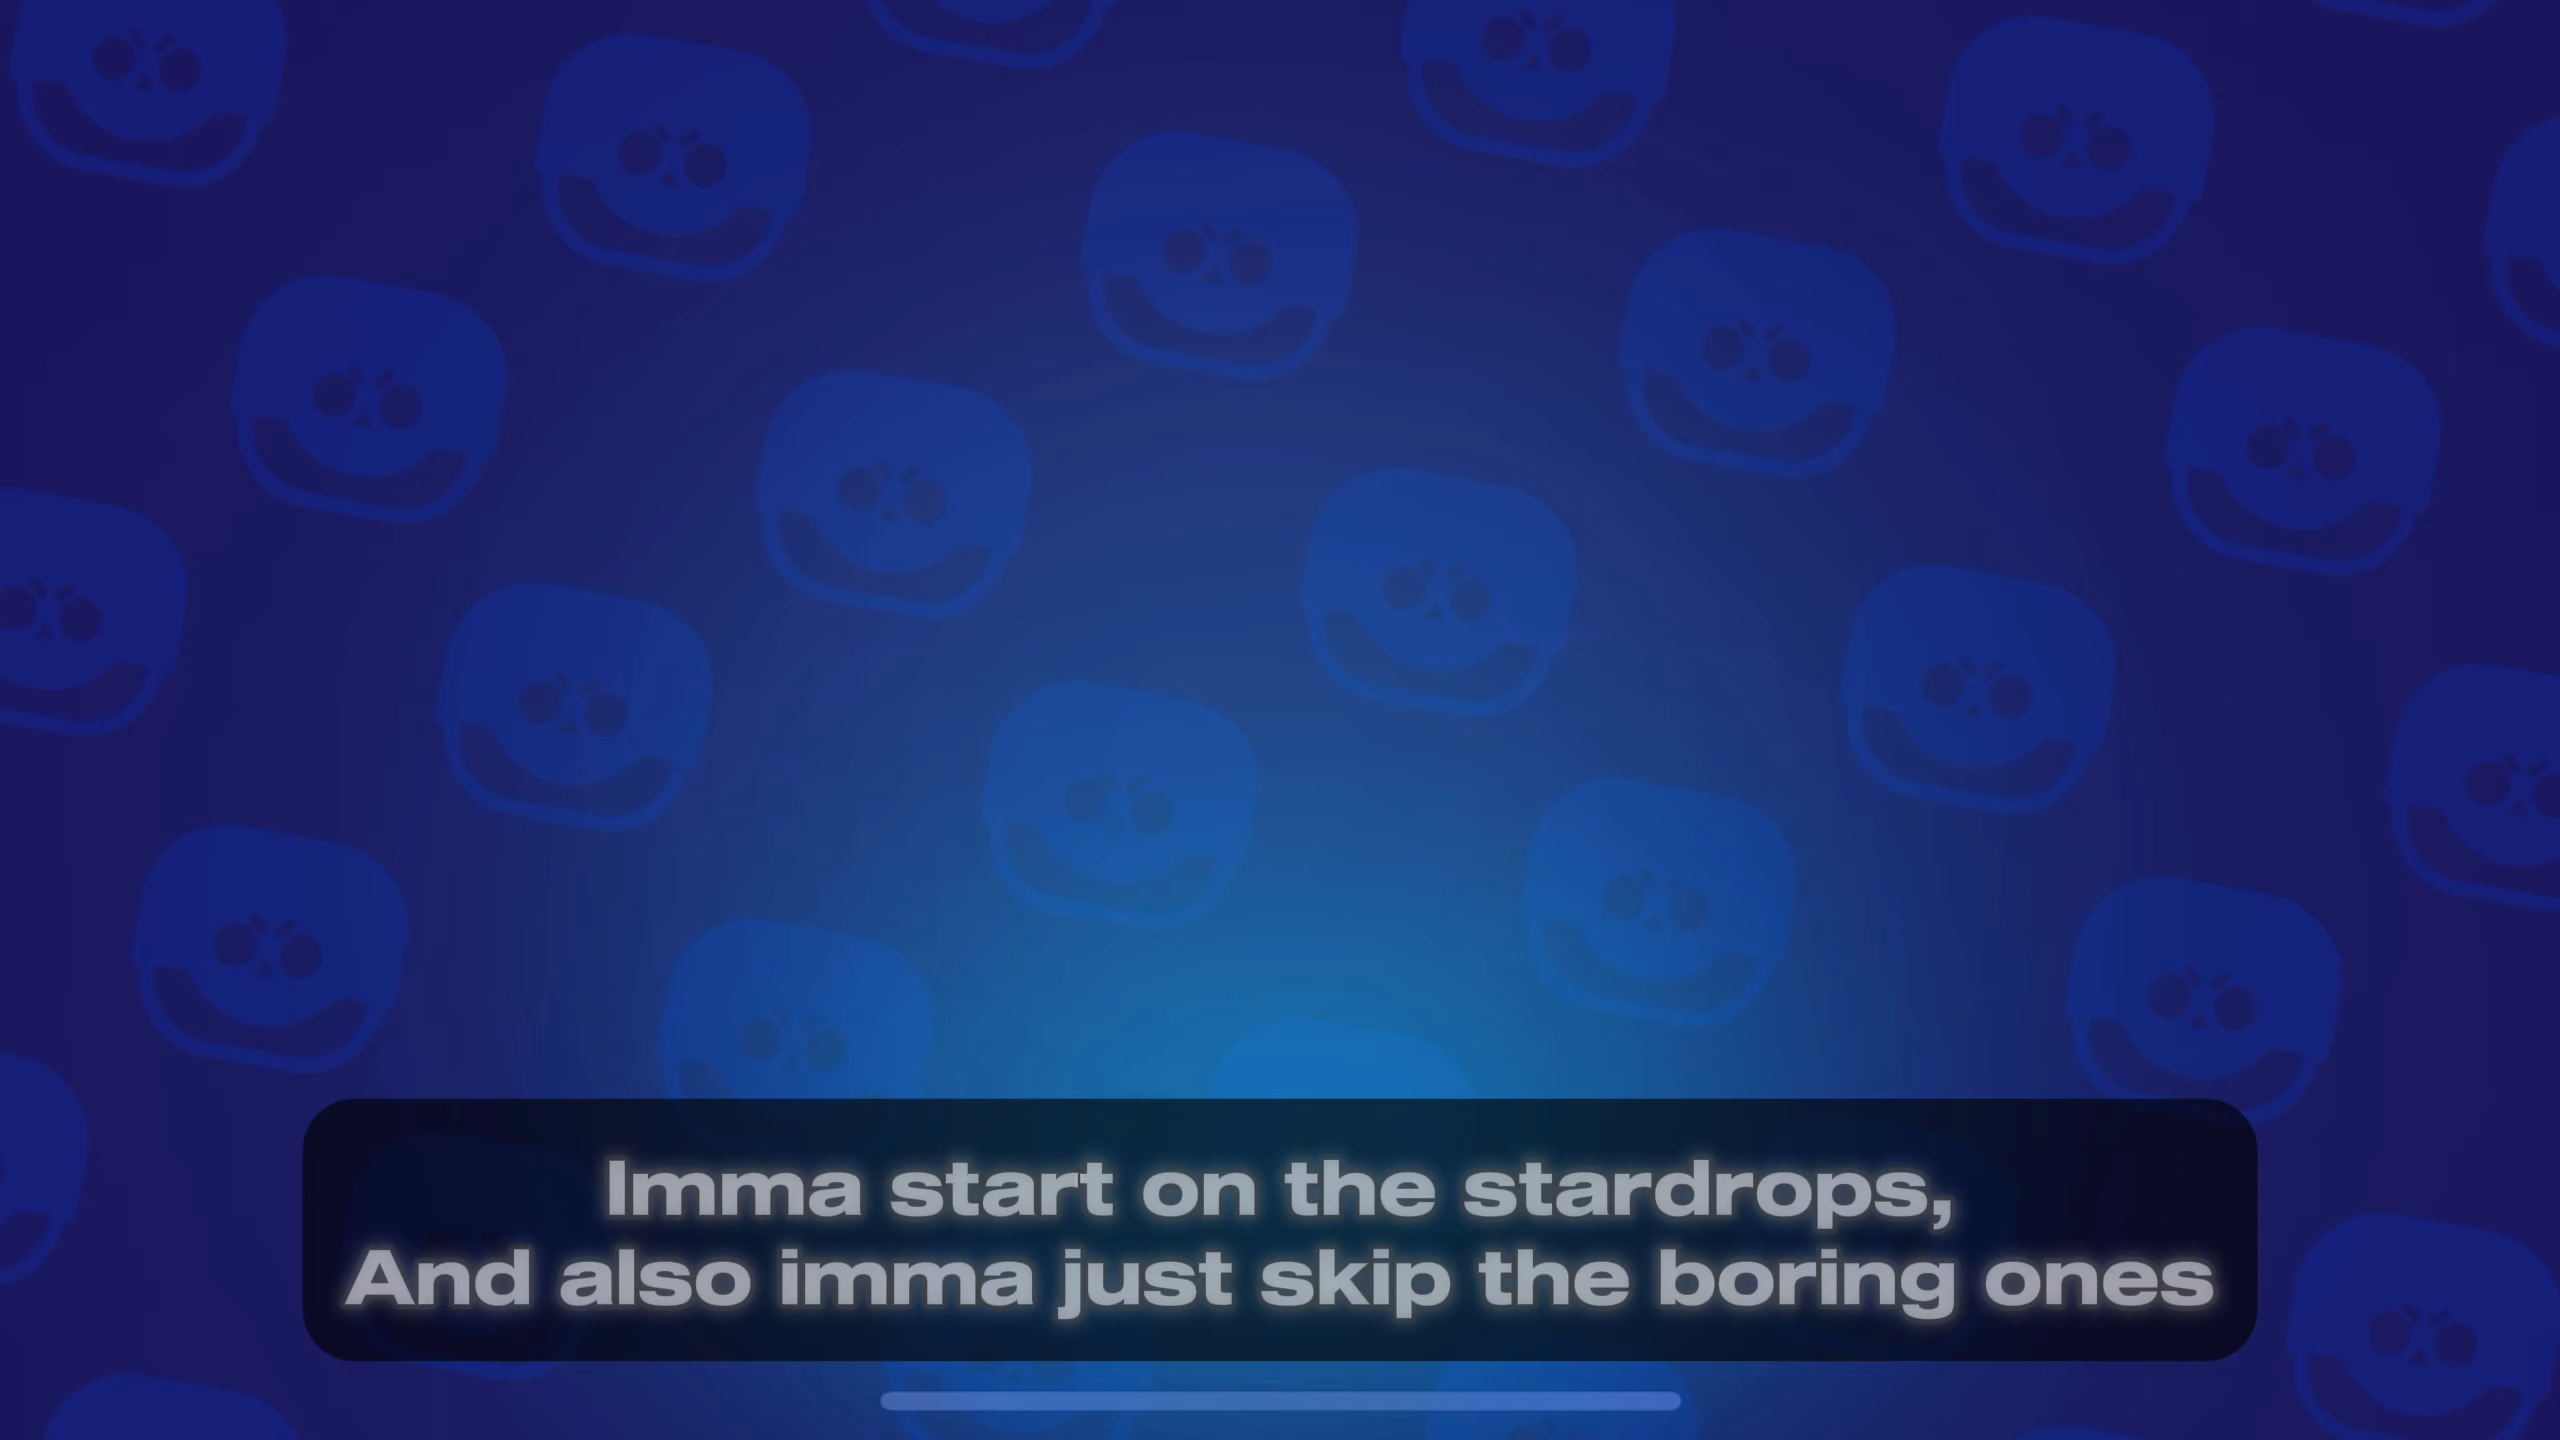 Imma start on the stardrops,
And also imma just skip the boring ones